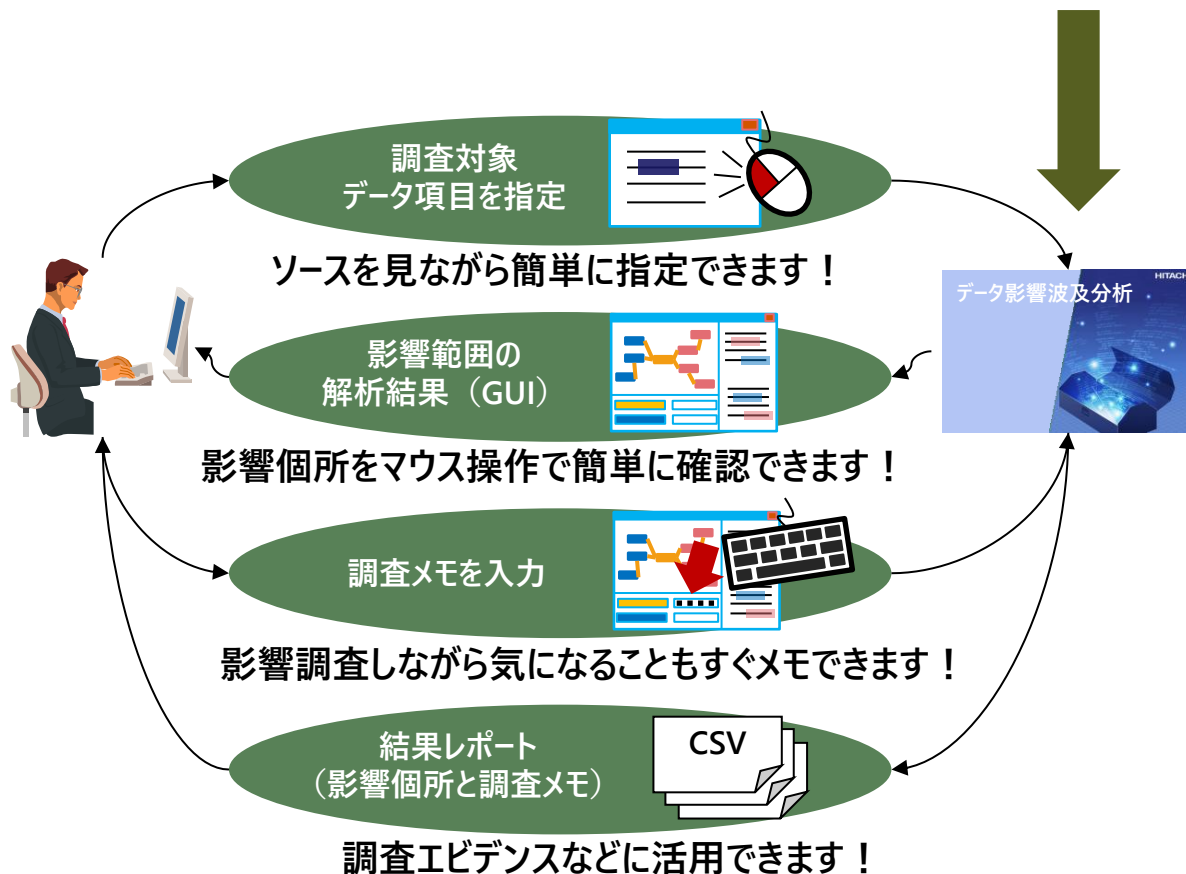 調査対象
データ項目を指定
ソースを見ながら簡単に指定できます！
データ影響波及分析
影響範囲の
解析結果（GUI）
影響個所をマウス操作で簡単に確認できます！
調査メモを入力
影響調査しながら気になることもすぐメモできます！
結果レポート
（影響個所と調査メモ）
CSV
調査エビデンスなどに活用できます！